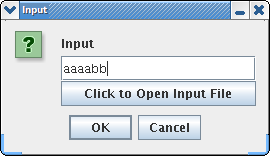 Input
?
Input
aaaabb
Click to Open Input File
OK Cancel